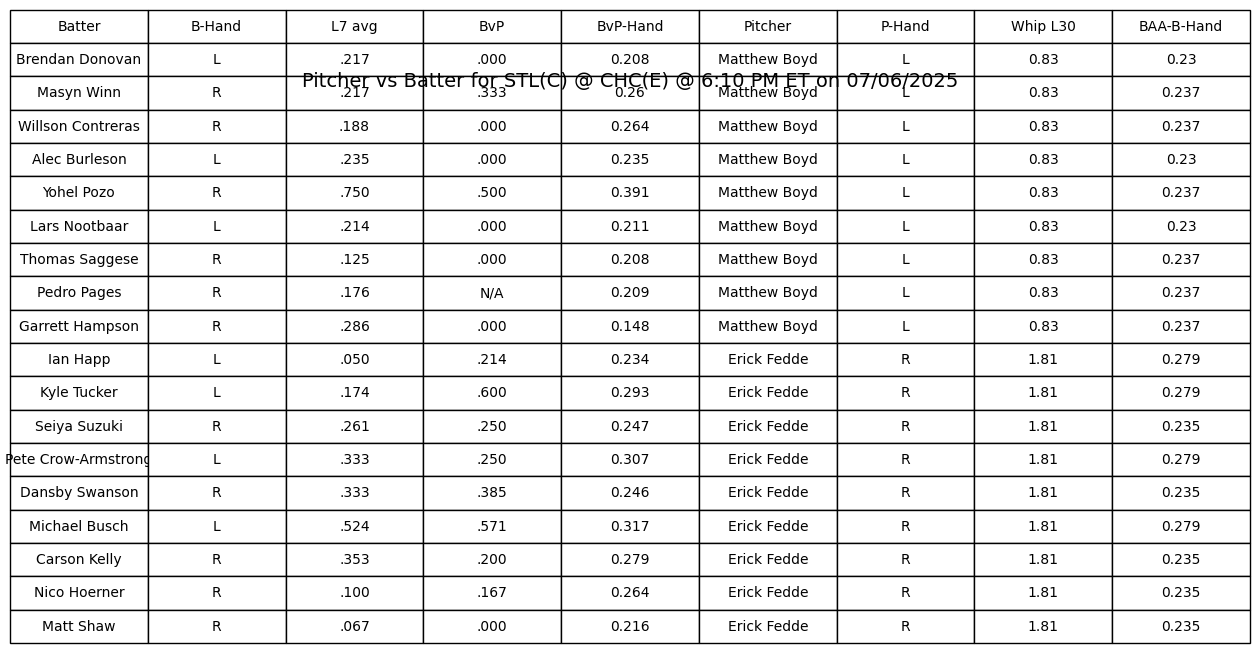 Batter B-Hand L7 avg BvP BvP-Hand Pitcher P-Hand Whip L30 BAA-B-Hand
Brendan Donovan L .217 .000 0.208 Matthew Boyd L 0.83 0.23
Pitcher vs Batter for STL(C) @ CHC(E) @ 6:10 PM ET on 07/06/2025
Masyn Winn R .217 .333 0.26 Matthew Boyd L 0.83 0.237
Willson Contreras R .188 .000 0.264 Matthew Boyd L 0.83 0.237
Alec Burleson L .235 .000 0.235 Matthew Boyd L 0.83 0.23
Yohel Pozo R .750 .500 0.391 Matthew Boyd L 0.83 0.237
Lars Nootbaar L .214 .000 0.211 Matthew Boyd L 0.83 0.23
Thomas Saggese R .125 .000 0.208 Matthew Boyd L 0.83 0.237
Pedro Pages R .176 N/A 0.209 Matthew Boyd L 0.83 0.237
Garrett Hampson R .286 .000 0.148 Matthew Boyd L 0.83 0.237
Ian Happ L .050 .214 0.234 Erick Fedde R 1.81 0.279
Kyle Tucker L .174 .600 0.293 Erick Fedde R 1.81 0.279
Seiya Suzuki R .261 .250 0.247 Erick Fedde R 1.81 0.235
Pete Crow-Armstrong L .333 .250 0.307 Erick Fedde R 1.81 0.279
Dansby Swanson R .333 .385 0.246 Erick Fedde R 1.81 0.235
Michael Busch L .524 .571 0.317 Erick Fedde R 1.81 0.279
Carson Kelly R .353 .200 0.279 Erick Fedde R 1.81 0.235
Nico Hoerner R .100 .167 0.264 Erick Fedde R 1.81 0.235
Matt Shaw R .067 .000 0.216 Erick Fedde R 1.81 0.235